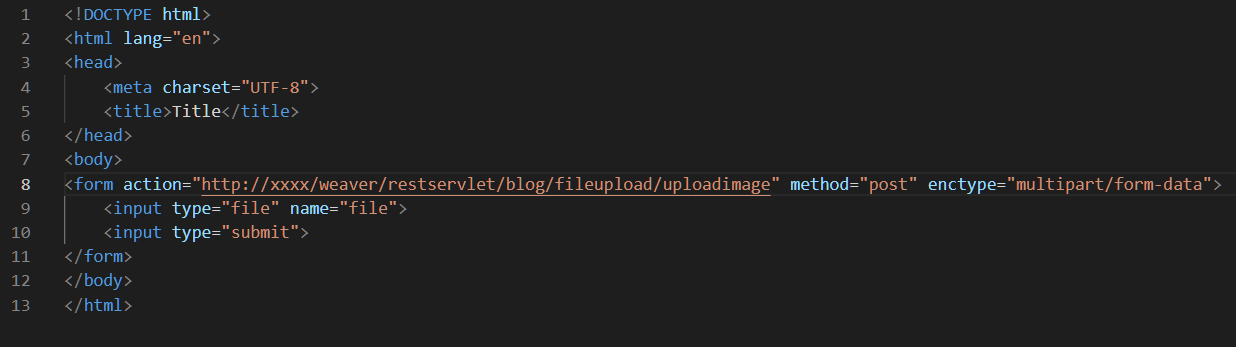 1 <!DOCTYPE html>
2 <html lang="en">
3 <head>
4     <meta charset="UTF-8">
5     <title>Title</title>
6 </head>
7 <body>
8 <form action="http://xxxx/weaver/restservlet/blog/fileupload/uploadimage" method="post" enctype="multipart/form-data">
9     <input type="file" name="file">
10     <input type="submit">
11 </form>
12 </body>
13 </html>